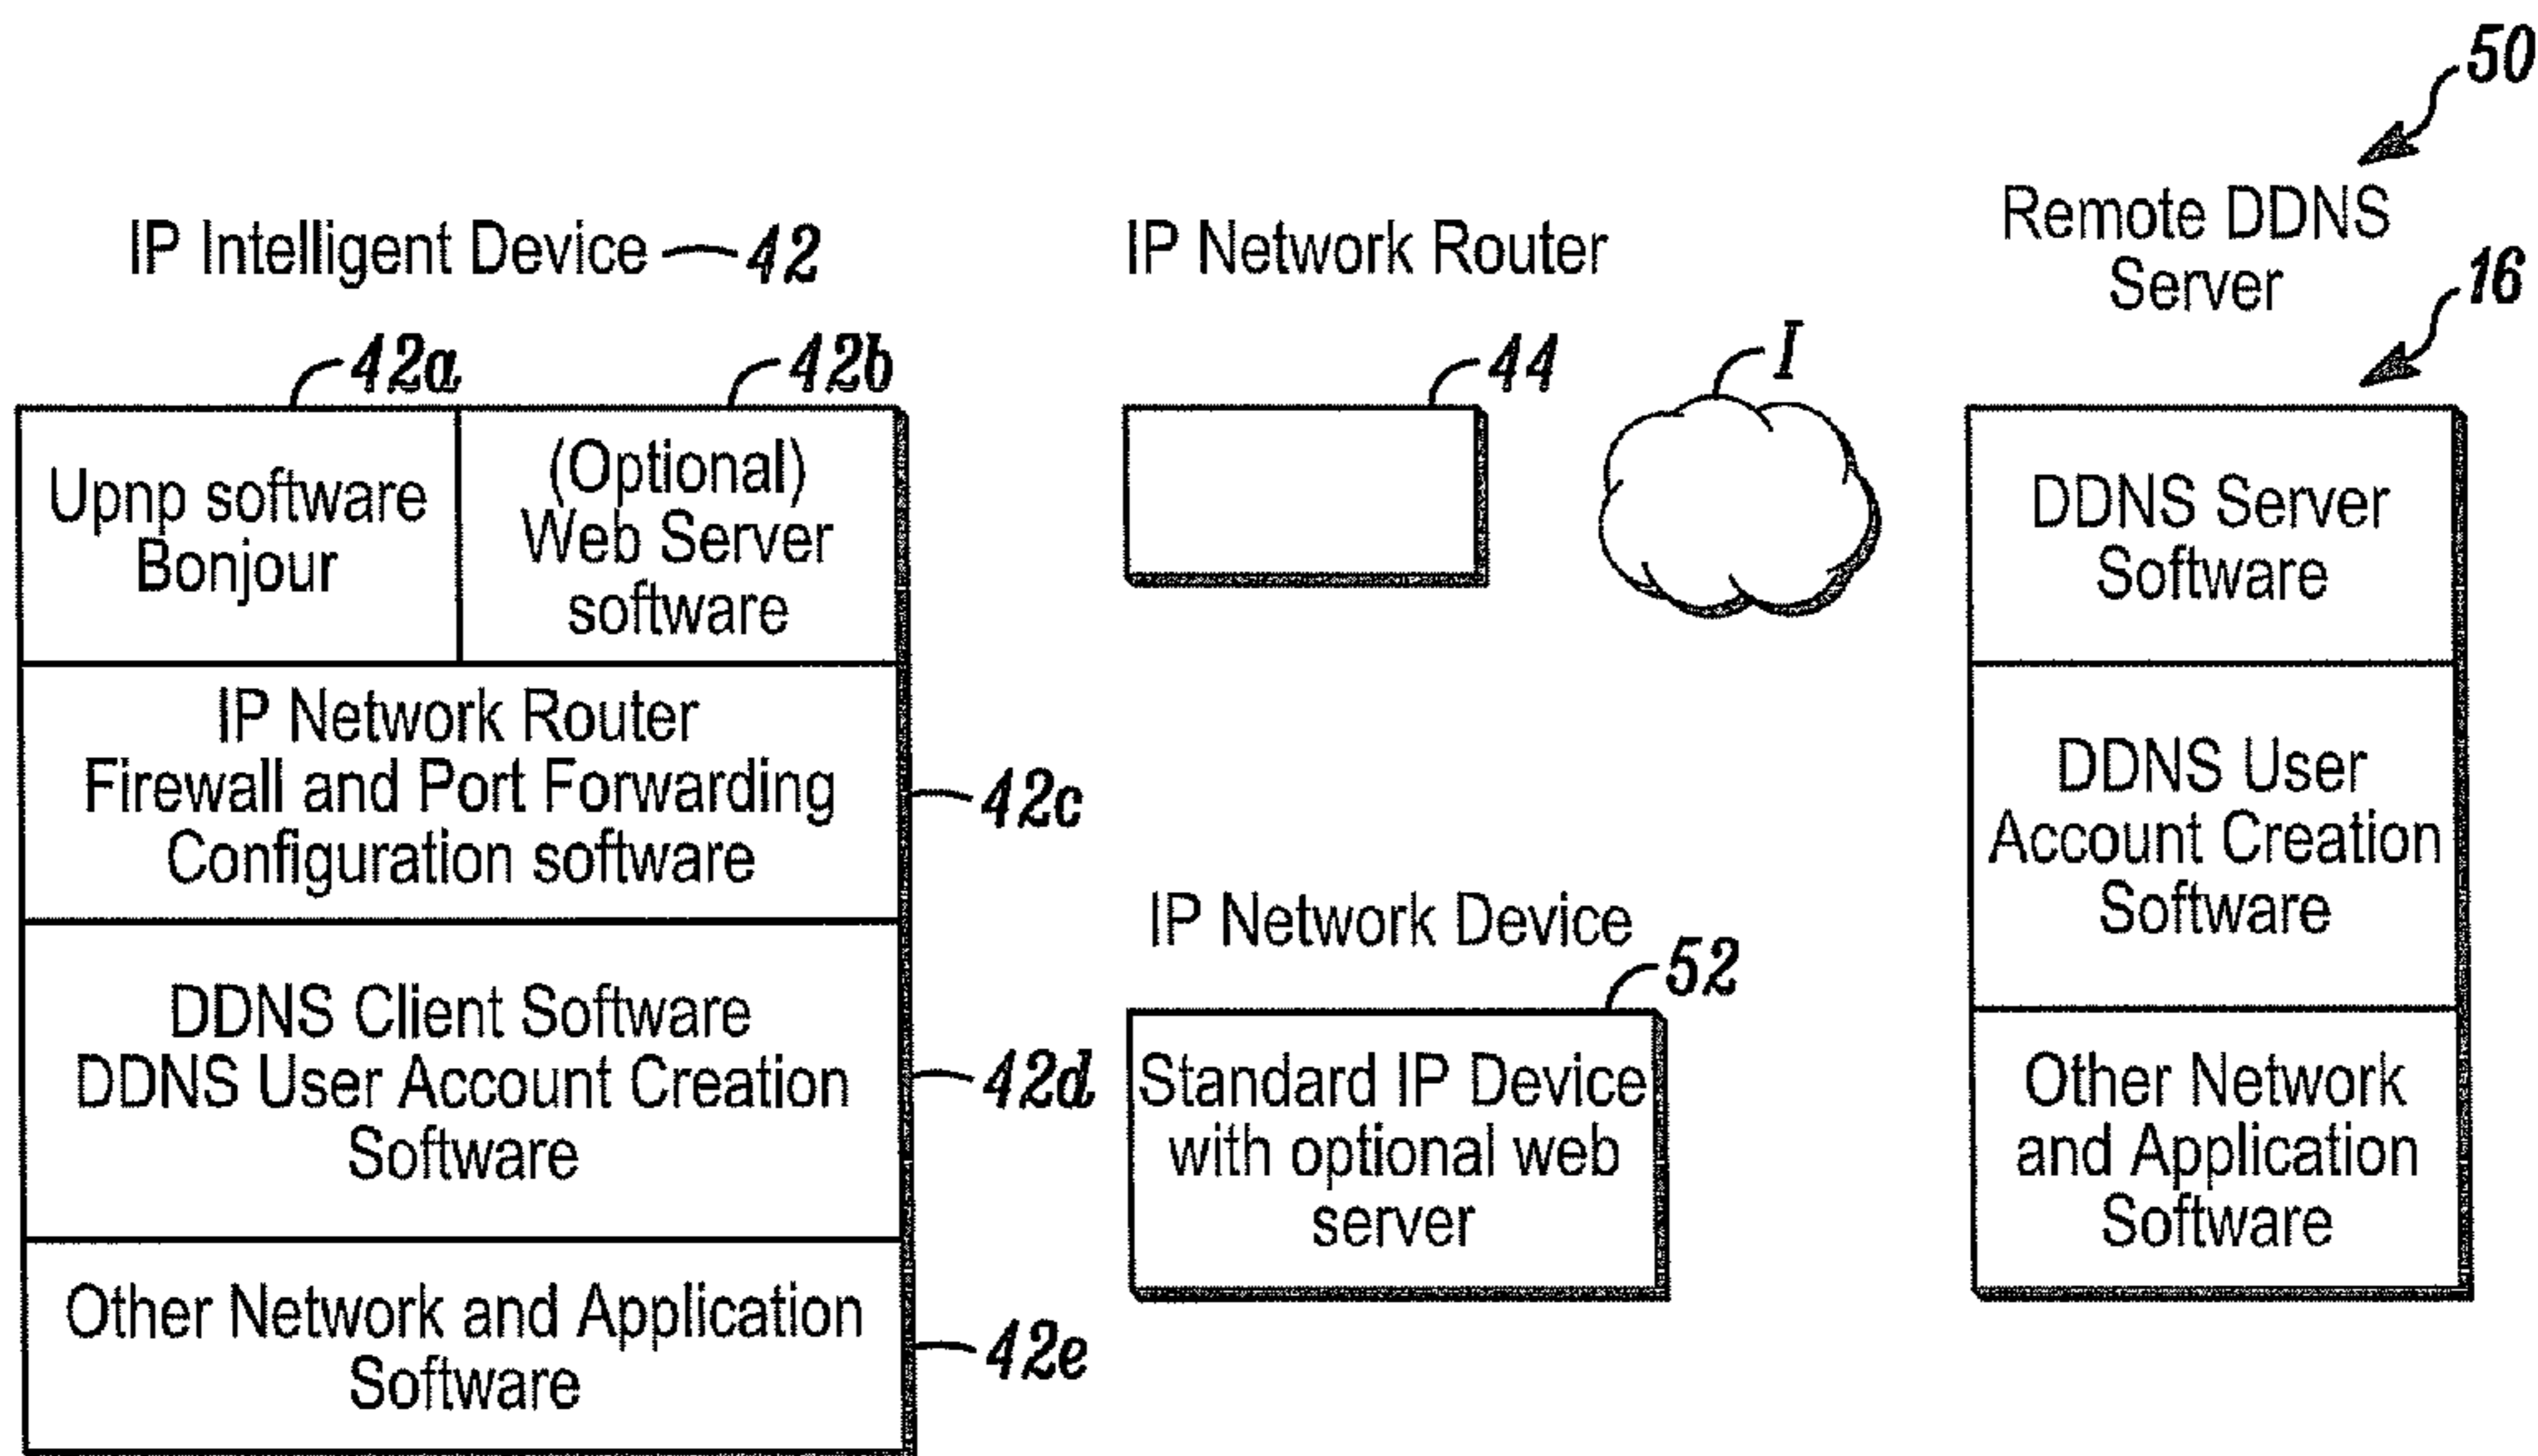 50
Remote DDNS
Server
16
IP Intelligent Device 42
IP Network Router
42a
42b
44
I
Upnp software
Bonjour
(Optional)
Web Server
software
DDNS Server
Software
IP Network Router
Firewall and Port Forwarding
Configuration software
42c
DDNS User
Account Creation
Software
IP Network Device
52
DDNS Client Software
DDNS User Account Creation
Software
42d
Standard IP Device
with optional web
server
Other Network
and Application
Software
Other Network and Application
Software
42e